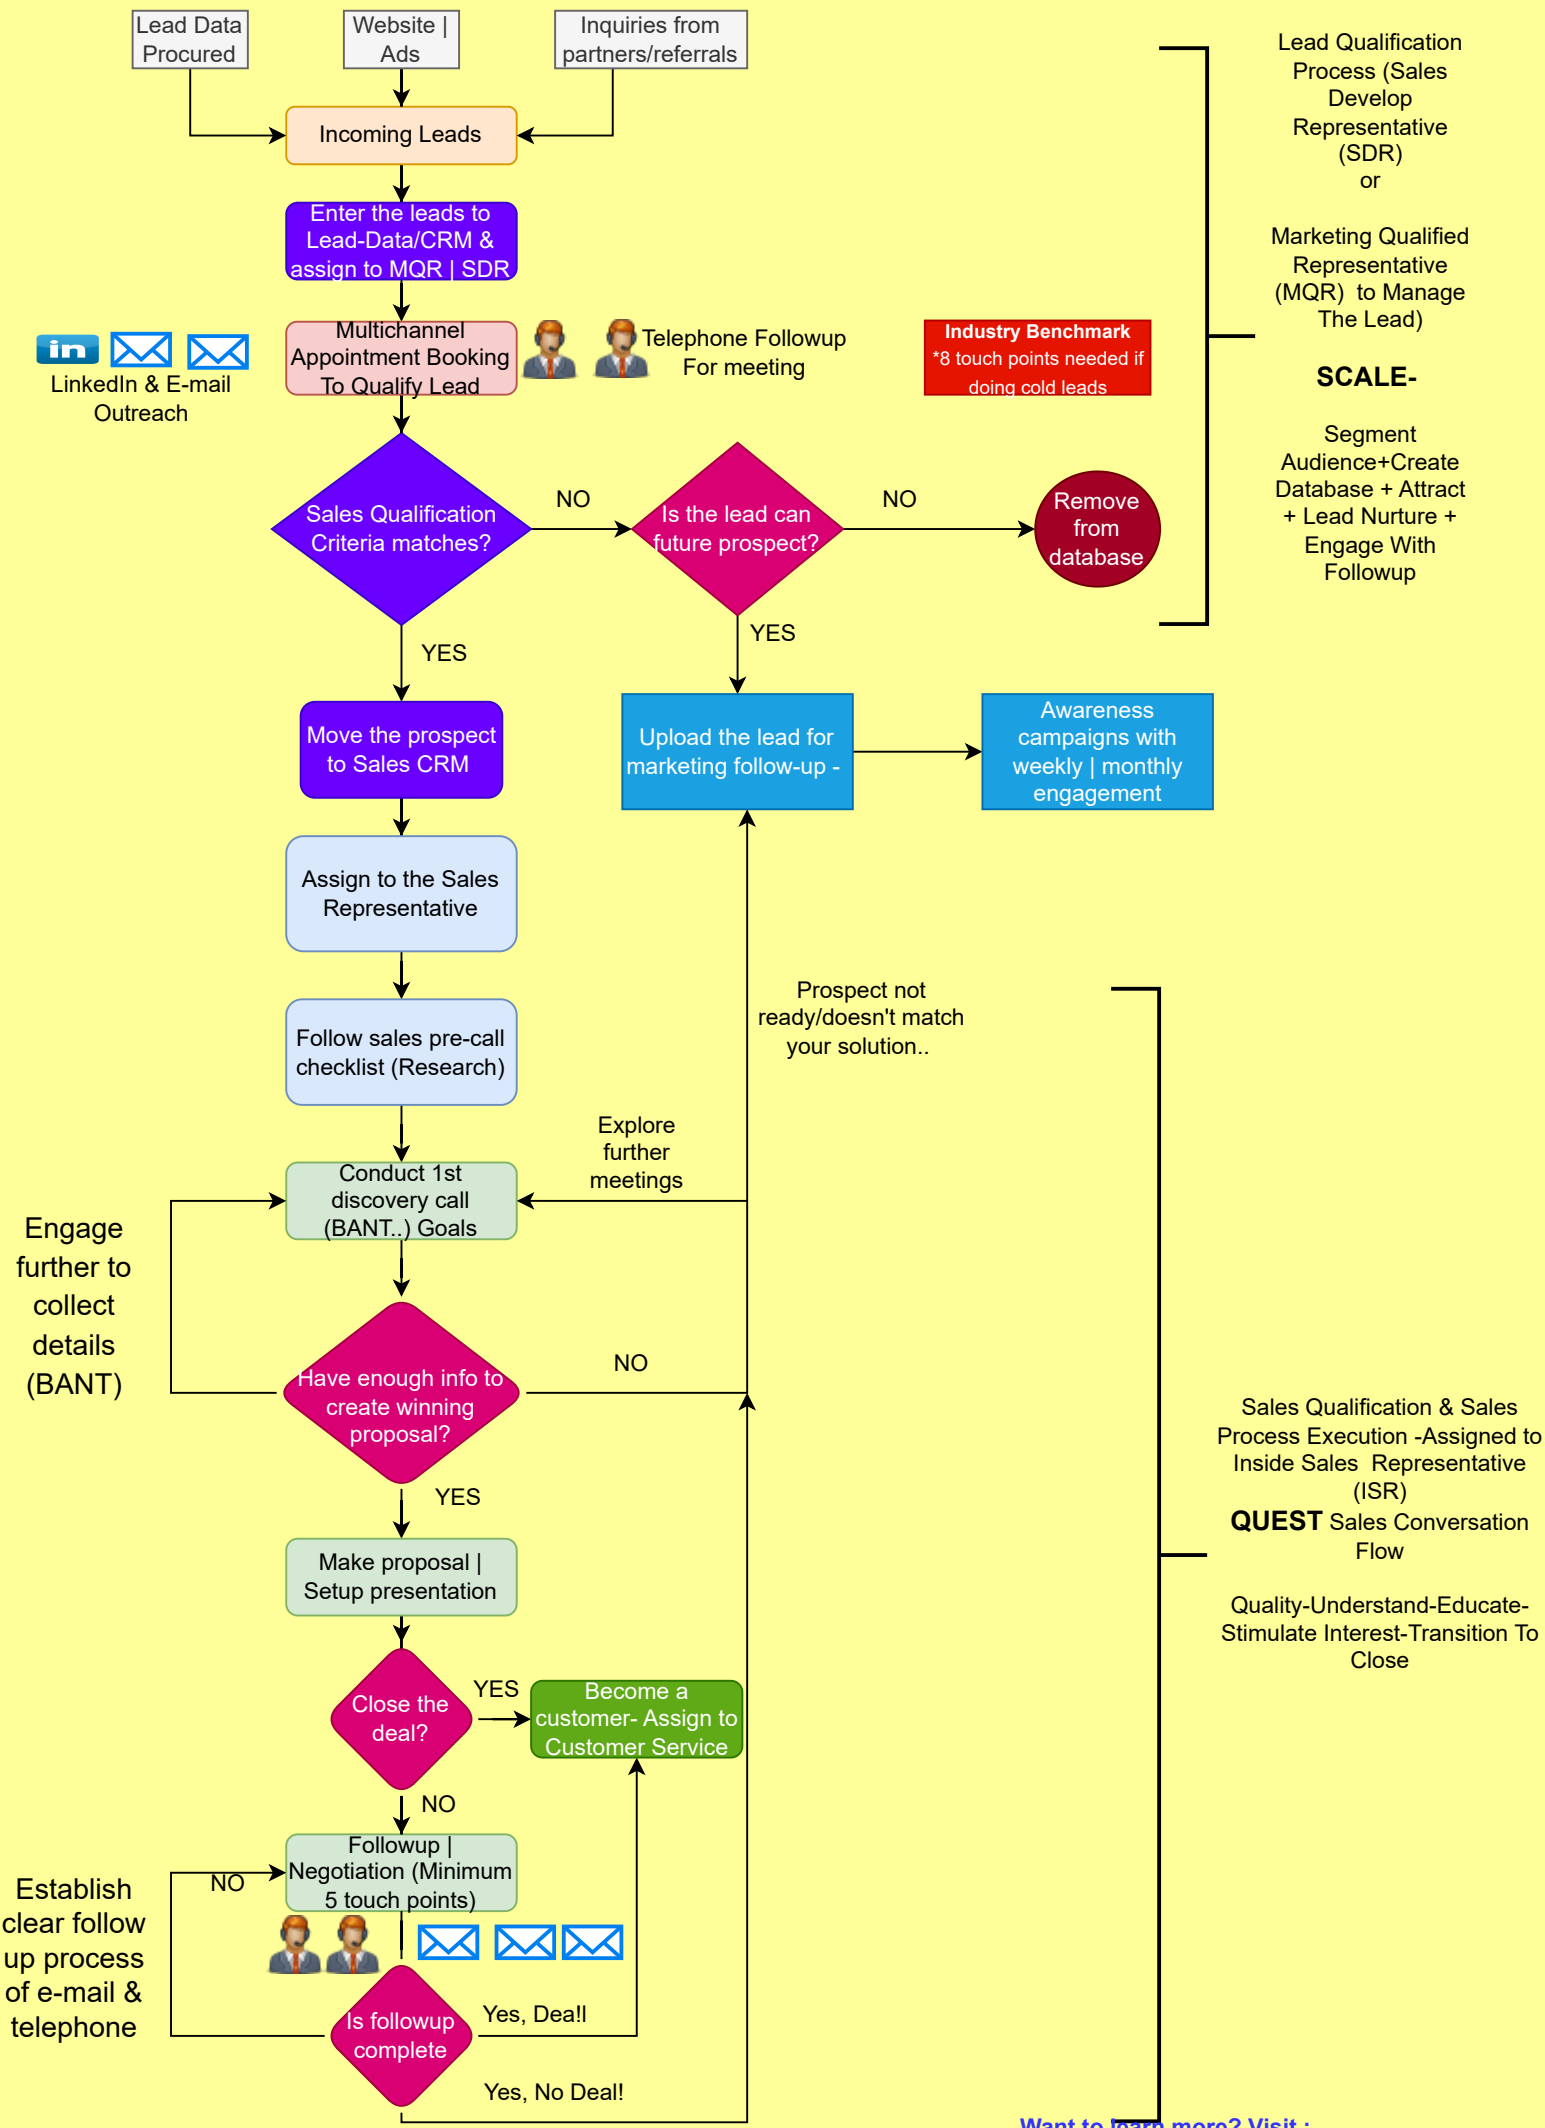 Lead Data
Procured
Website |
Ads
Inquiries from
partners/referrals
Incoming Leads
Enter the leads to
Lead-Data/CRM &
assign to MQR | SDR
in
LinkedIn & E-mail
Outreach
Multichannel
Appointment Booking
To Qualify Lead
Telephone Followup
For meeting
Industry Benchmark
*8 touch points needed if
doing cold leads
Lead Qualification
Process (Sales
Develop
Representative
(SDR)
or
Marketing Qualified
Representative
(MQR)  to Manage
The Lead)
SCALE-
Segment
Audience+Create
Database + Attract
+ Lead Nurture +
Engage With
Followup
Sales Qualification
Criteria matches?
NO
Is the lead can
future prospect?
NO
Remove
from
database
YES
YES
Move the prospect
to Sales CRM
Upload the lead for
marketing follow-up -
Awareness
campaigns with
weekly | monthly
engagement
Assign to the Sales
Representative
Follow sales pre-call
checklist (Research)
Prospect not
ready/doesn't match
your solution..
Explore
further
meetings
Conduct 1st
discovery call
(BANT..) Goals
Engage
further to
collect
details
(BANT)
Have enough info to
create winning
proposal?
NO
YES
Sales Qualification & Sales
Process Execution -Assigned to
Inside Sales  Representative
(ISR)
QUEST Sales Conversation
Flow
Quality-Understand-Educate-
Stimulate Interest-Transition To
Close
Make proposal |
Setup presentation
Close the
deal?
YES
Become a
customer- Assign to
Customer Service
NO
Followup |
Negotiation (Minimum
5 touch points)
NO
Establish
clear follow
up process
of e-mail &
telephone
Is followup
complete
Yes, Dea!l
Yes, No Deal!
Want to learn more? Visit :